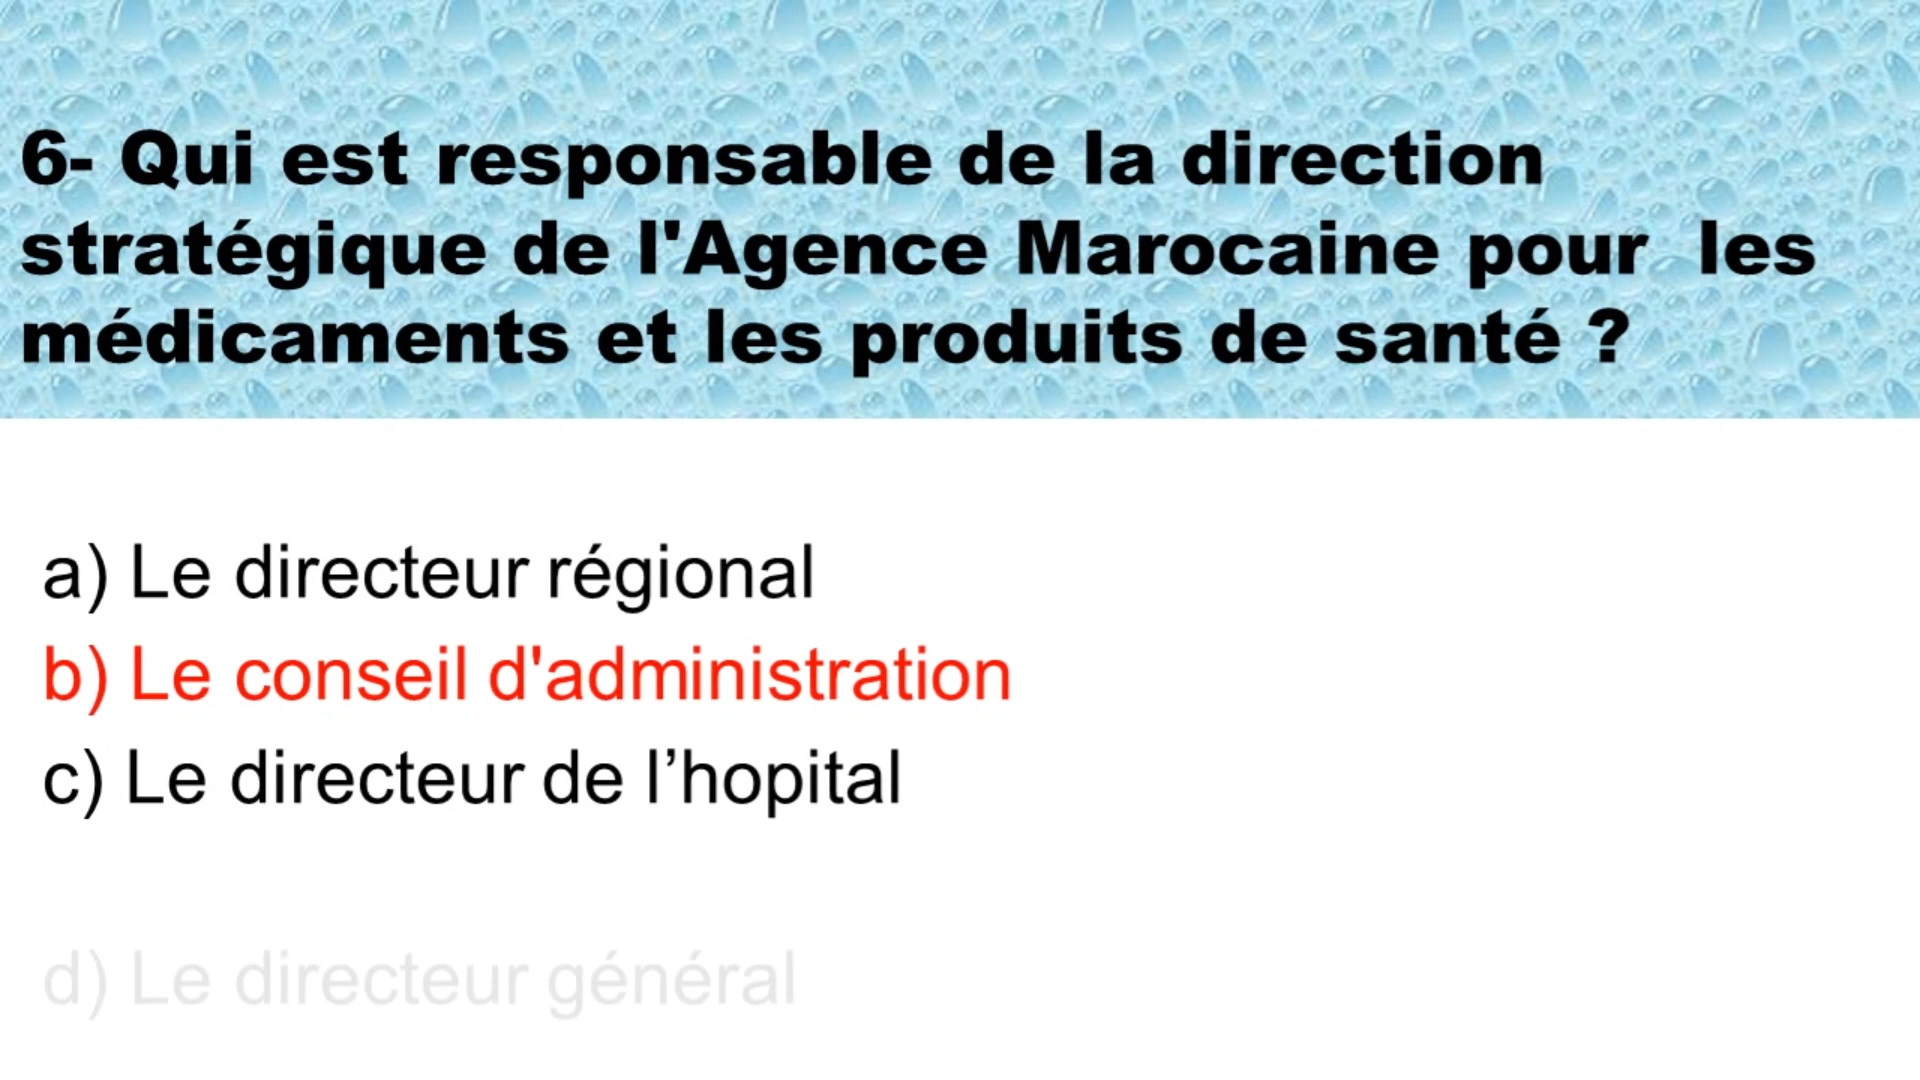 6- Qui est responsable de la direction
stratégique de l'Agence Marocaine pour  les
médicaments et les produits de santé ?
a) Le directeur régional
b) Le conseil d'administration
c) Le directeur de l’hopital
d) Le directeur général